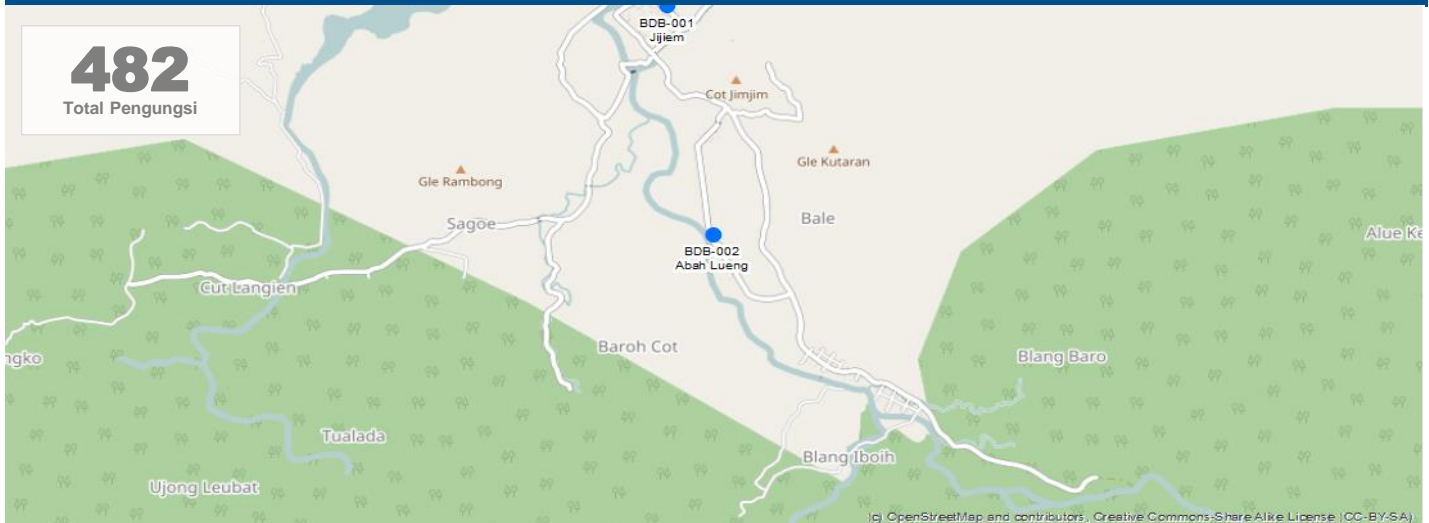 482
Total Pengungsi
BDB-001
Jijiem
Cot Jimjim
Gle Kutaran
Gle Rambong
Sagoe
Bale
Alue Ke
BDB-002
Abah Lueng
Cut Langien
Baroh Cot
Blang Baro
ngko
Tualada
Blang Iboih
Ujong Leubat
(c) OpenStreetMap and contributors, Creative Commons-Share Alike License (CC-BY-SA)